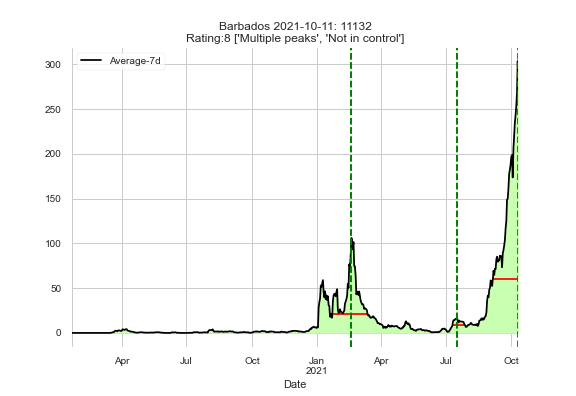 Barbados 2021-10-11: 11132
Rating:8 ['Multiple peaks', 'Not in control']
Average-7d
300
250
200
150
100
50
0
Apr Jul Oct Jan Apr Jul Oct
2021
Date